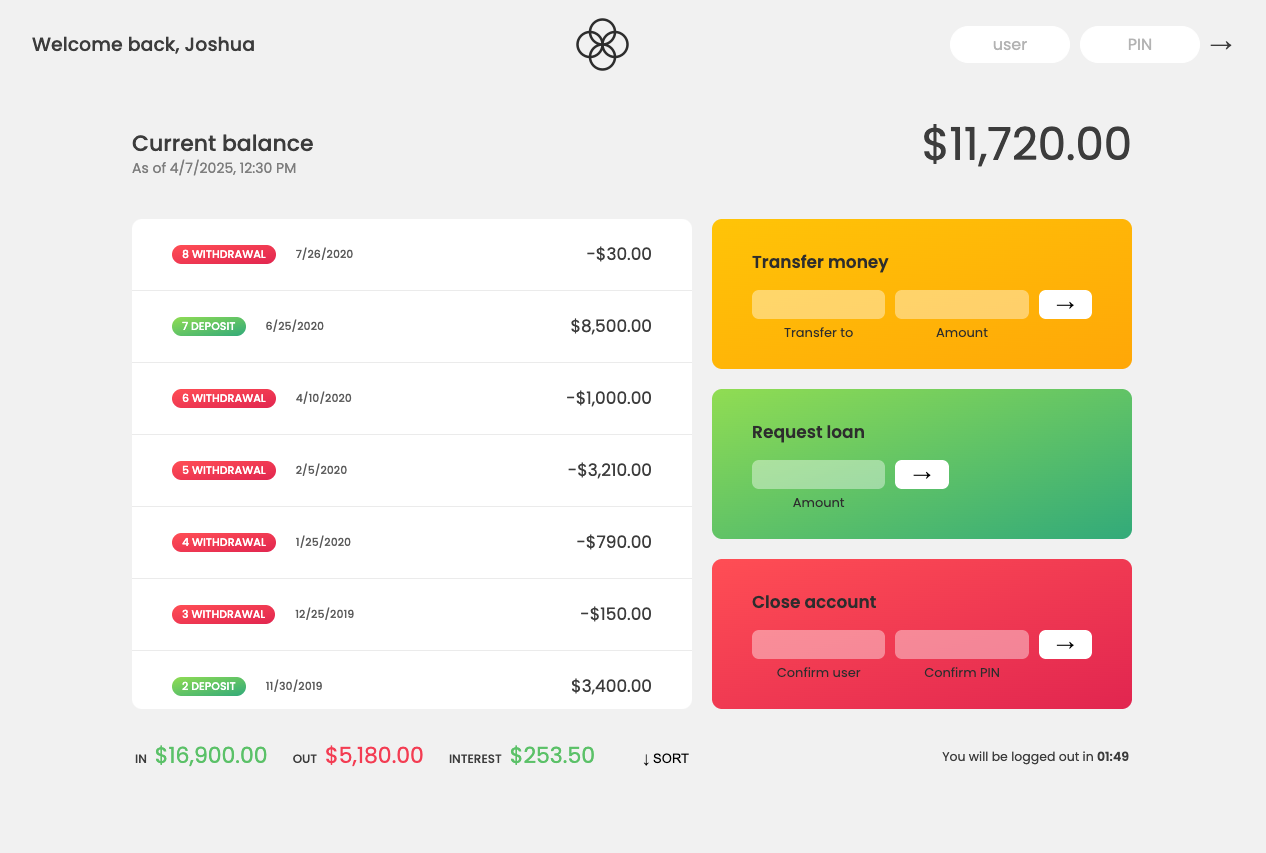 Welcome back, Joshua
user
PIN
→
Current balance
As of 4/7/2025, 12:30 PM
$11,720.00
8 WITHDRAWAL 7/26/2020 -$30.00
7 DEPOSIT 6/25/2020 $8,500.00
6 WITHDRAWAL 4/10/2020 -$1,000.00
5 WITHDRAWAL 2/5/2020 -$3,210.00
4 WITHDRAWAL 1/25/2020 -$790.00
3 WITHDRAWAL 12/25/2019 -$150.00
2 DEPOSIT 11/30/2019 $3,400.00
Transfer money
→
Transfer to Amount
Request loan
→
Amount
Close account
→
Confirm user Confirm PIN
IN $16,900.00 OUT $5,180.00 INTEREST $253.50 ↓ SORT
You will be logged out in 01:49